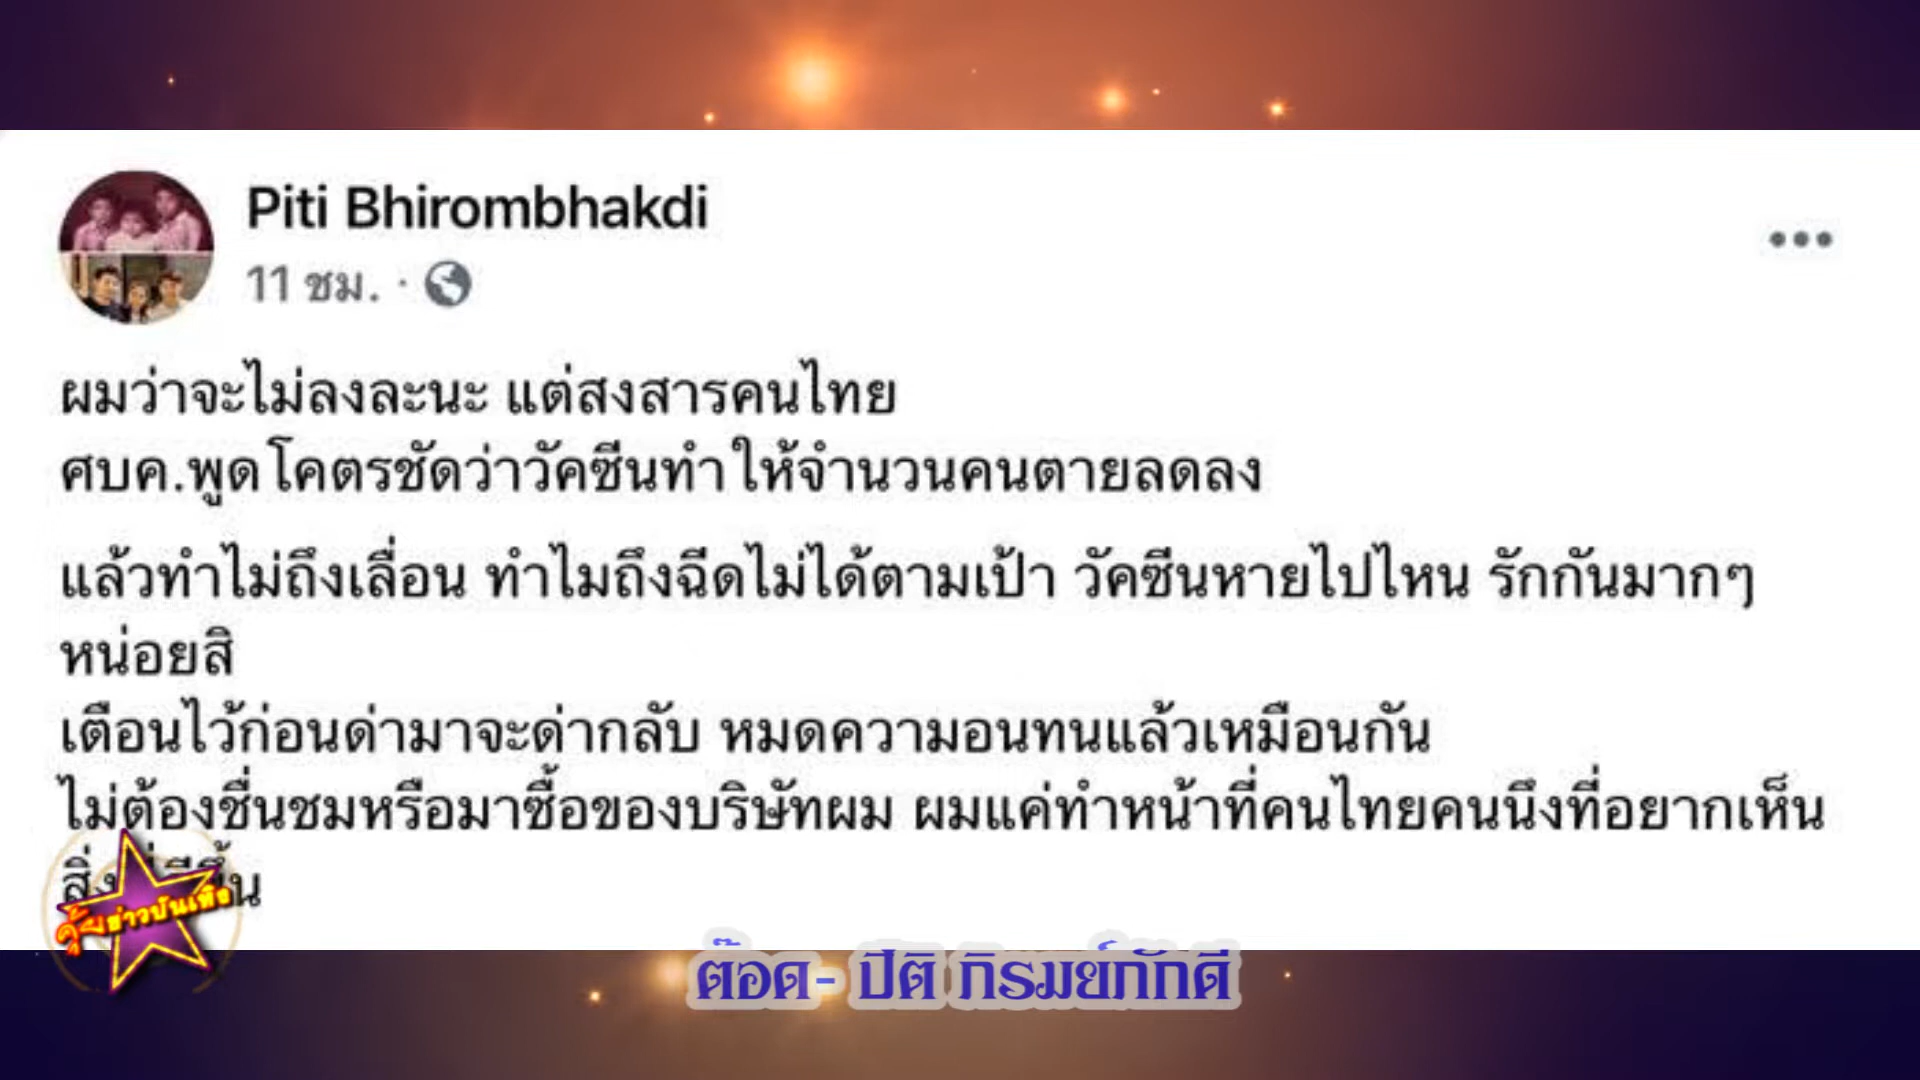 Piti Bhirombhakdi
11 ชม. ·
ผมว่าจะไม่ลงละนะ แต่สงสารคนไทย
ศบค.พูดโคตรชัดว่าวัคซีนทำให้จำนวนคนตายลดลง
แล้วทำไม่ถึงเลื่อน ทำไมถึงฉีดไม่ได้ตามเป้า วัคซีนหายไปไหน รักกันมากๆ
หน่อยสิ
เตือนไว้ก่อนด่ามาจะด่ากลับ หมดความอนทนแล้วเหมือนกัน
ไม่ต้องชื่นชมหรือมาซื้อของบริษัทผม ผมแค่ทำหน้าที่คนไทยคนนึงที่อยากเห็น
คุ้ยข่าวบันเทิง
ต๊อด- ปิติ ภิรมย์ภักดี